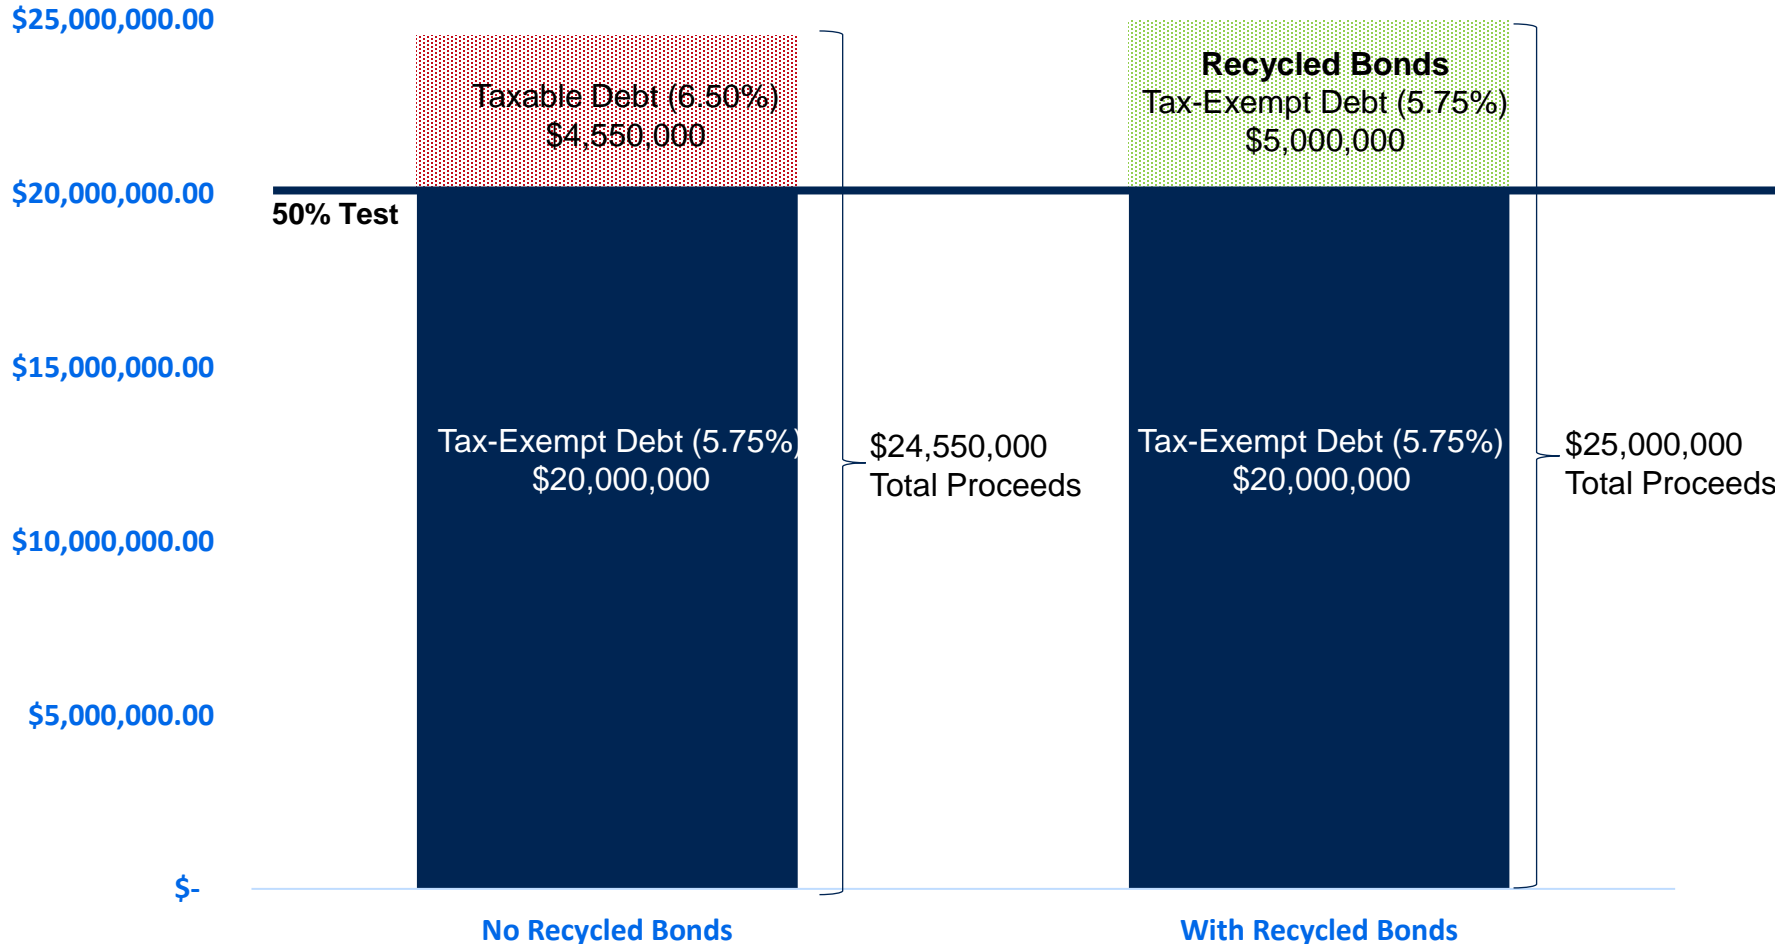 $25,000,000.00
Taxable Debt (6.50%)
$4,550,000
Recycled Bonds
Tax-Exempt Debt (5.75%)
$5,000,000
$20,000,000.00
50% Test
$15,000,000.00
Tax-Exempt Debt (5.75%)
$20,000,000
$24,550,000
Total Proceeds
Tax-Exempt Debt (5.75%)
$20,000,000
$25,000,000
Total Proceeds
$10,000,000.00
$5,000,000.00
$-
No Recycled Bonds
With Recycled Bonds